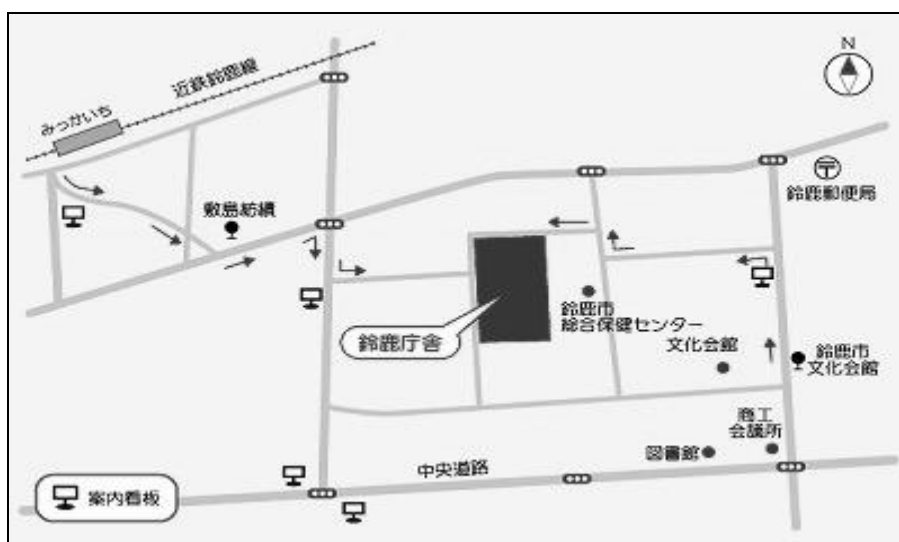 N
近鉄鈴鹿線
みっかいち
鈴鹿郵便局
敷島紡績
鈴鹿市
総合保健センター
鈴鹿庁舎
文化会館
鈴鹿市
文化会館
商工
会議所
図書館
中央道路
案内看板